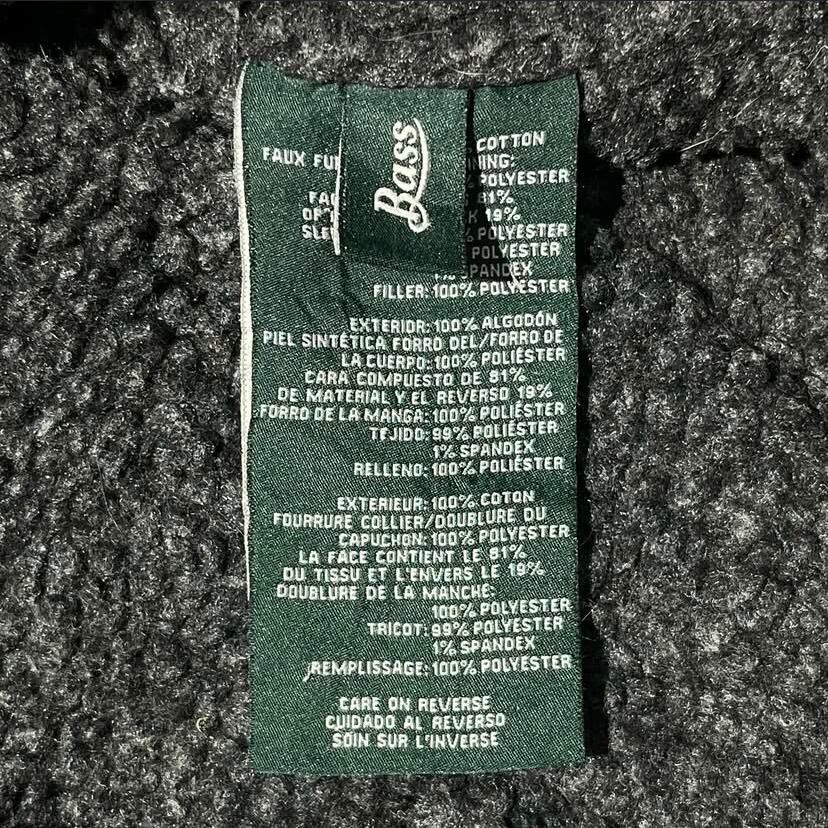 Bass
COTTON
FAUX FU NING:
% POLYESTER
81%
K 19%
% POLYESTER
POLYESTER
SPANDEX
FILLER: 100% POLYESTER
EXTERIOR: 100% ALGODÓN
PIEL SINTÉTICA FORRO DEL/FORRO DE
LA CUERPO: 100% POLIÉSTER
CARA COMPUESTO DE 81%
DE MATERIAL Y EL REVERSO 19%
FORRO DE LA MANGA: 100% POLIÉSTER
TEJIDO: 99% POLIÉSTER
1% SPANDEX
RELLENO: 100% POLIÉSTER
EXTERIEUR: 100% COTON
FOURRURE COLLIER/DOUBLURE DU
CAPUCHON: 100% POLYESTER
LA FACE CONTIENT LE 81%
DU TISSU ET L'ENVERS LE 19%
DOUBLURE DE LA MANCHE:
100% POLYESTER
TRICOT: 99% POLYESTER
1% SPANDEX
REMPLISSAGE: 100% POLYESTER
CARE ON REVERSE
CUIDADO AL REVERSO
SOIN SUR L'INVERSE